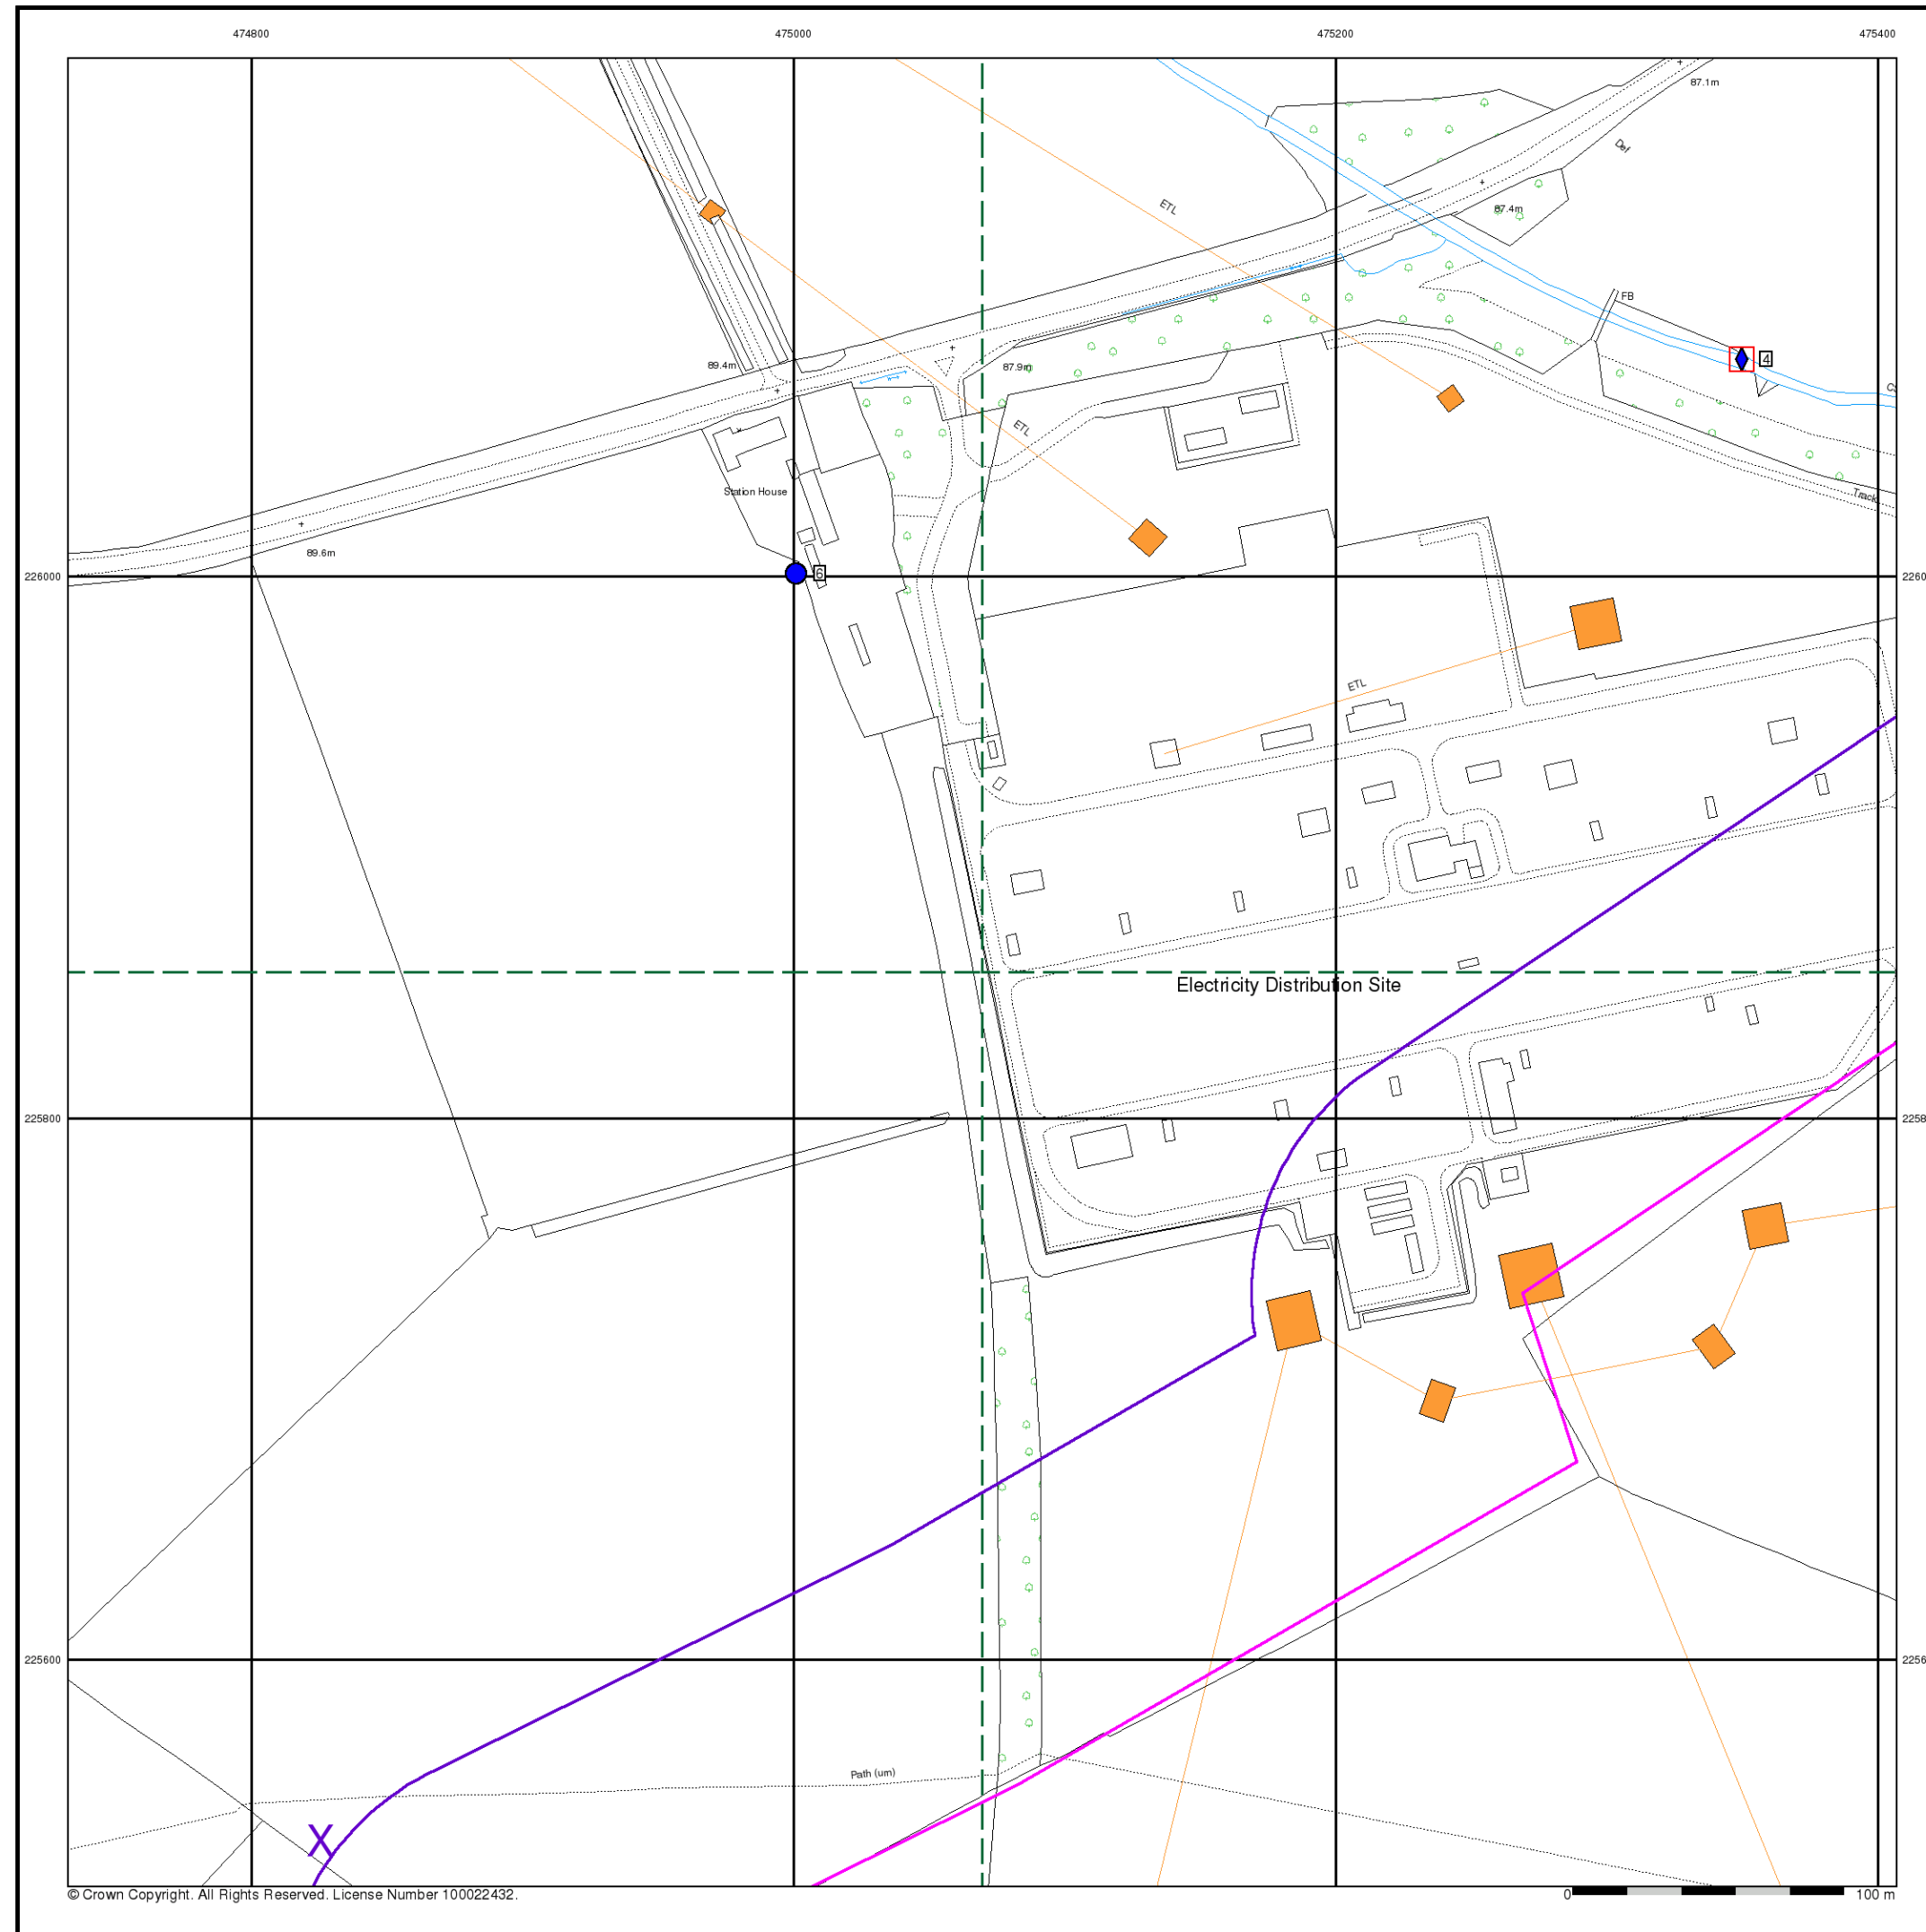 474800 475000 475200 475400
87.1m
Def
ETL
87.4m
FB
4
89.4m
87.9m
ETL
Station House
Track
89.6m
226000
6
ETL
Electricity Distribution Site
225800
225600
Path (um)
X
© Crown Copyright. All Rights Reserved. License Number 100022432.
0 100 m